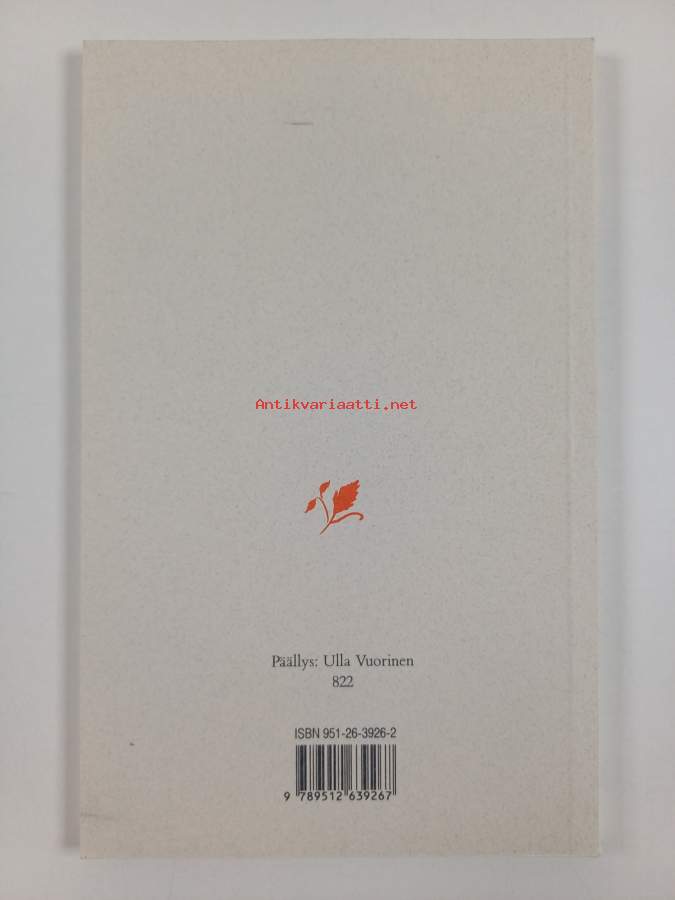 Antikvariaatti.net
Päällys: Ulla Vuorinen
822
ISBN 951-26-3926-2
9 789512 639267